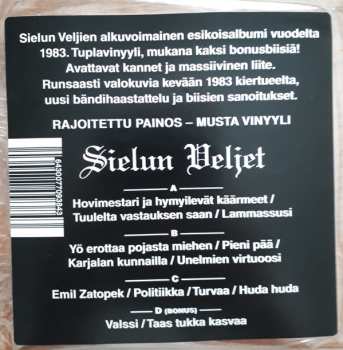 Sielun Veljien alkuvoimainen esikoisalbumi vuodelta
1983. Tuplavinyyli, mukana kaksi bonusbiisiä!
Avattavat kannet ja massiivinen liite.
Runsaasti valokuvia kevään 1983 kiertueelta,
uusi bändihaastattelu ja biisien sanoitukset.
RAJOITETTU PAINOS – MUSTA VINYYLI
6430077093843
Sielun Veljet
A
Hovimestari ja hymyilevät käärmeet /
Tuulelta vastauksen saan / Lammassusi
B
Yö erottaa pojasta miehen / Pieni pää /
Karjalan kunnailla / Unelmien virtuoosi
C
Emil Zatopek / Politiikka / Turvaa / Huda huda
D (BONUS)
Valssi / Taas tukka kasvaa